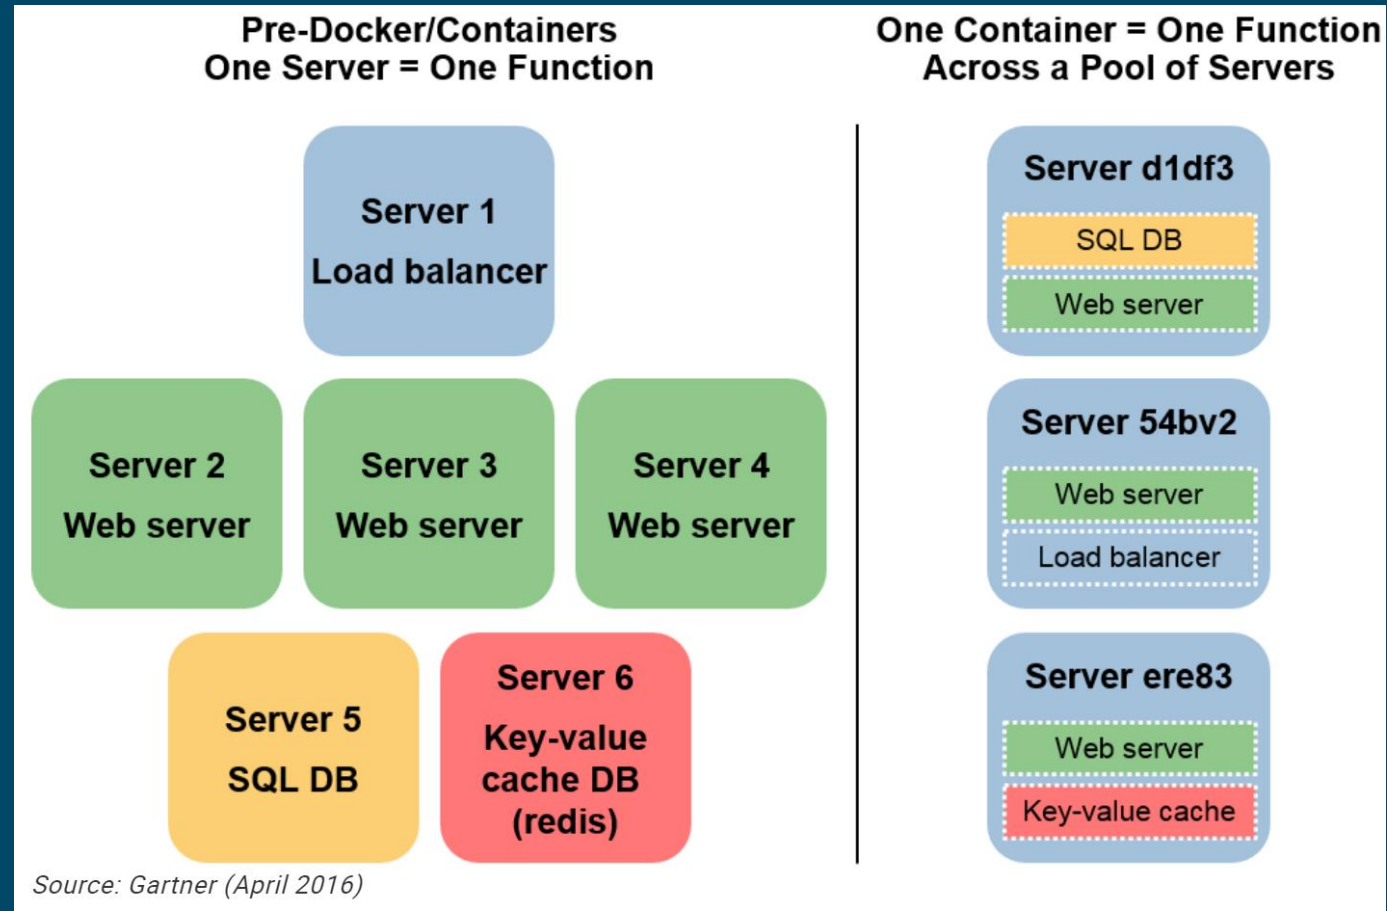 Pre-Docker/Containers
One Server = One Function
Server 1
Load balancer
Server 2
Web server
Server 3
Web server
Server 4
Web server
Server 5
SQL DB
Server 6
Key-value
cache DB
(redis)
One Container = One Function
Across a Pool of Servers
Server d1df3
SQL DB
Web server
Server 54bv2
Web server
Load balancer
Server ere83
Web server
Key-value cache
Source: Gartner (April 2016)